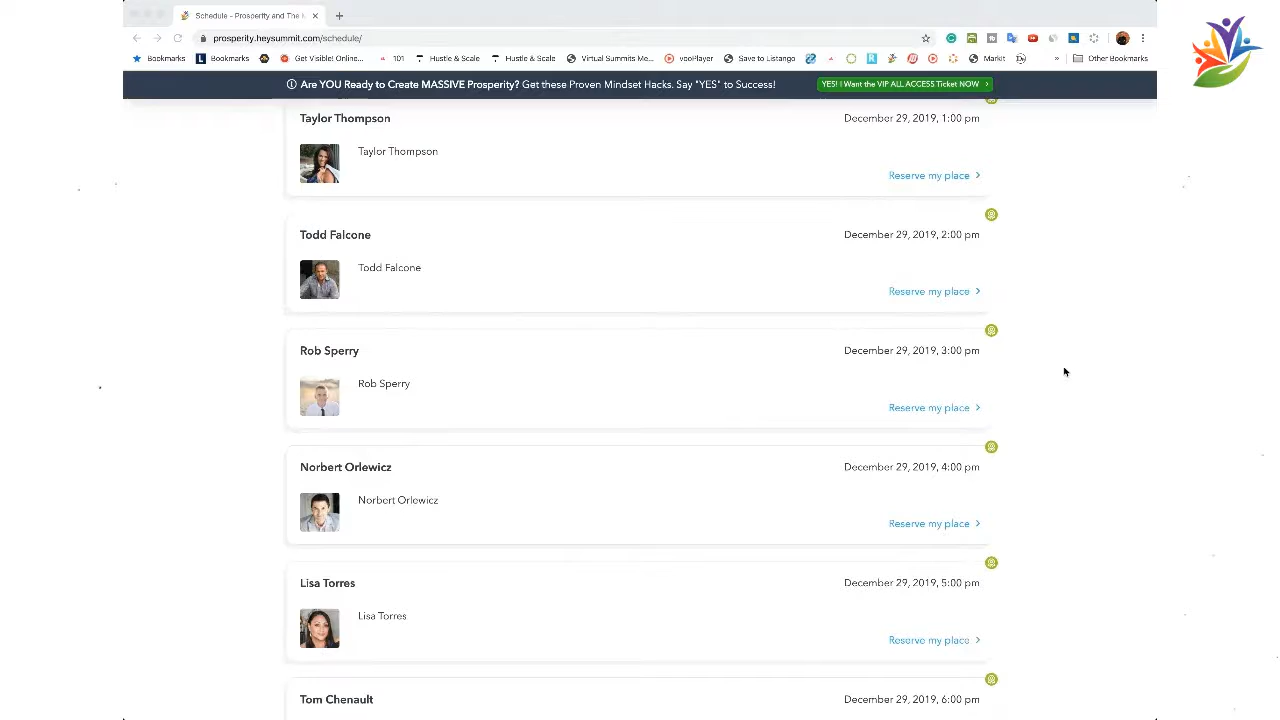 Schedule - Prosperity and The
prosperity.heysummit.com/schedule/
Bookmarks
Bookmarks
Get Visible! Online...
101
Hustle & Scale
Hustle & Scale
Virtual Summits Me...
vooPlayer
Save to Listango
Markit
Other Bookmarks
Are YOU Ready to Create MASSIVE Prosperity? Get these Proven Mindset Hacks. Say "YES" to Success!
YES! I Want the VIP ALL ACCESS Ticket NOW
Taylor Thompson
December 29, 2019, 1:00 pm
Taylor Thompson
Reserve my place
Todd Falcone
December 29, 2019, 2:00 pm
Todd Falcone
Reserve my place
Rob Sperry
December 29, 2019, 3:00 pm
Rob Sperry
Reserve my place
Norbert Orlewicz
December 29, 2019, 4:00 pm
Norbert Orlewicz
Reserve my place
Lisa Torres
December 29, 2019, 5:00 pm
Lisa Torres
Reserve my place
Tom Chenault
December 29, 2019, 6:00 pm